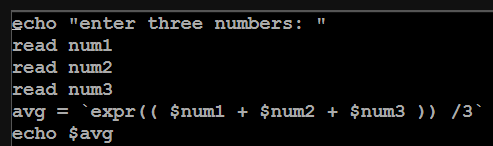 echo "enter three numbers: "
read num1
read num2
read num3
avg = `expr(( $num1 + $num2 + $num3 )) /3`
echo $avg